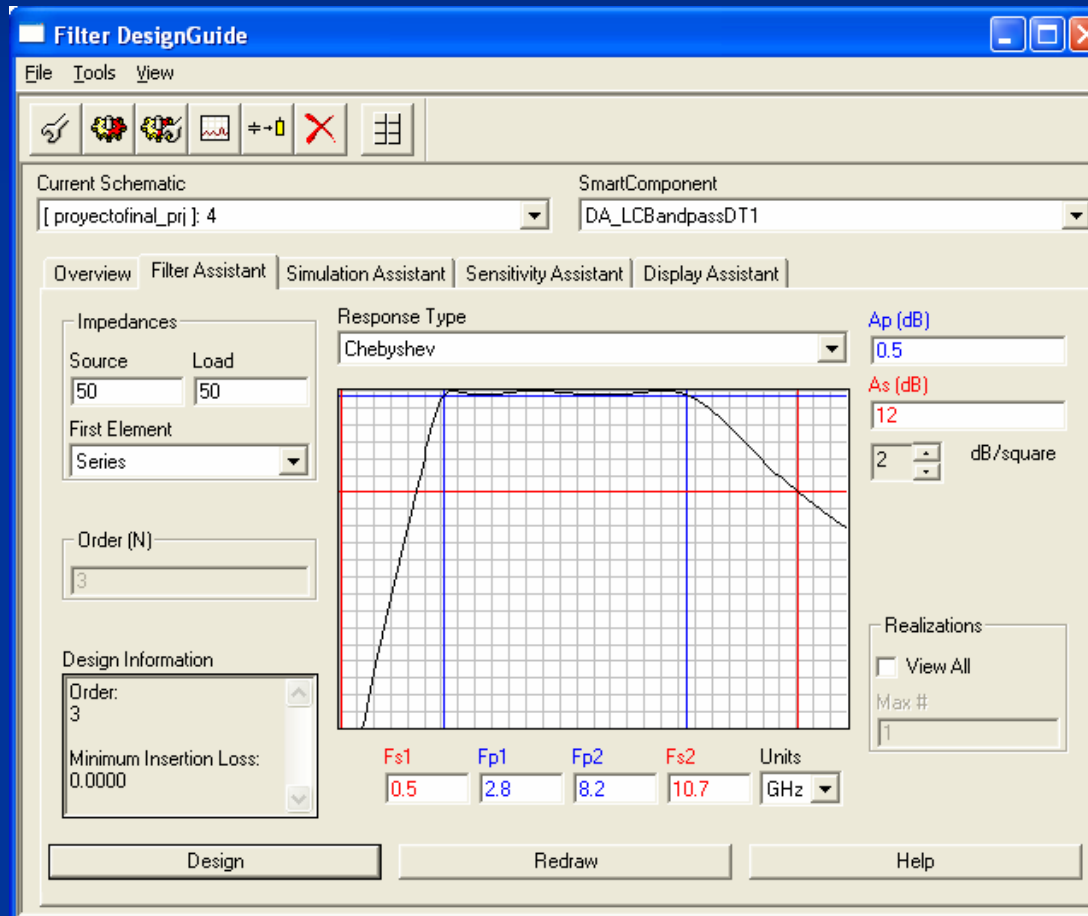 Filter DesignGuide
File Tools View
Current Schematic SmartComponent
[ proyectofinal_prj ]: 4 DA_LCBandpassDT1
Overview Filter Assistant Simulation Assistant Sensitivity Assistant Display Assistant
Impedances
Source Load
50 50
First Element
Series
Order (N)
3
Design Information
Order:
3
Minimum Insertion Loss:
0.0000
Response Type
Chebyshev
Fs1 Fp1 Fp2 Fs2 Units
0.5 2.8 8.2 10.7 GHz
Ap (dB)
0.5
As (dB)
12
2 dB/square
Realizations
View All
Max #
1
Design Redraw Help